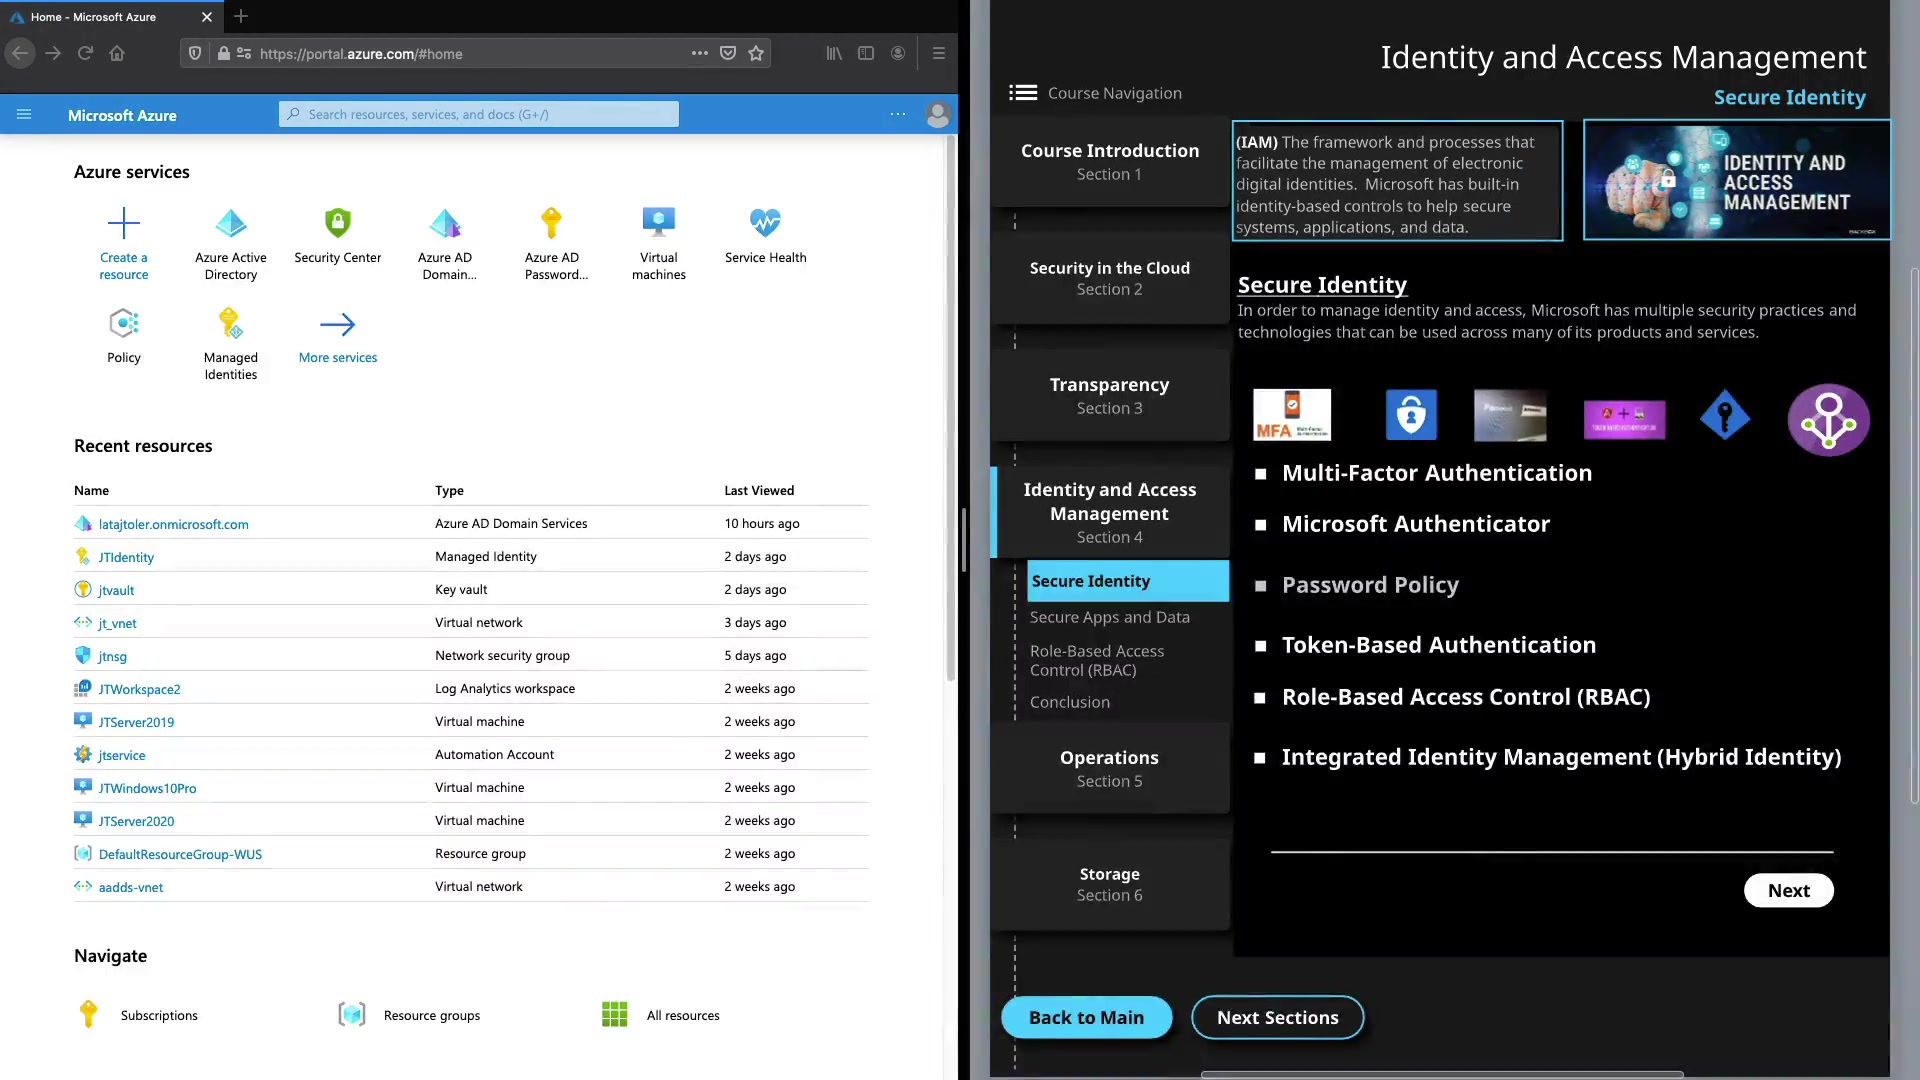 Home - Microsoft Azure
https://portal.azure.com/#home
Microsoft Azure
Search resources, services, and docs (G+/)
Azure services
Create a
resource
Azure Active
Directory
Security Center
Azure AD
Domain...
Azure AD
Password...
Virtual
machines
Service Health
Policy
Managed
Identities
More services
Recent resources
Name Type Last Viewed
latajtoler.onmicrosoft.com Azure AD Domain Services 10 hours ago
JTIdentity Managed Identity 2 days ago
jtvault Key vault 2 days ago
jt_vnet Virtual network 3 days ago
jtnsg Network security group 5 days ago
JTWorkspace2 Log Analytics workspace 2 weeks ago
JTServer2019 Virtual machine 2 weeks ago
jtservice Automation Account 2 weeks ago
JTWindows10Pro Virtual machine 2 weeks ago
JTServer2020 Virtual machine 2 weeks ago
DefaultResourceGroup-WUS Resource group 2 weeks ago
aadds-vnet Virtual network 2 weeks ago
Navigate
Subscriptions Resource groups All resources
Identity and Access Management
Secure Identity
Course Navigation
Course Introduction
Section 1
Security in the Cloud
Section 2
Transparency
Section 3
Identity and Access
Management
Section 4
Secure Identity
Secure Apps and Data
Role-Based Access
Control (RBAC)
Conclusion
Operations
Section 5
Storage
Section 6
Back to Main
Next Sections
(IAM) The framework and processes that
facilitate the management of electronic
digital identities. Microsoft has built-in
identity-based controls to help secure
systems, applications, and data.
IDENTITY AND
ACCESS
MANAGEMENT
Secure Identity
In order to manage identity and access, Microsoft has multiple security practices and
technologies that can be used across many of its products and services.
MFA
■ Multi-Factor Authentication
■ Microsoft Authenticator
■ Password Policy
■ Token-Based Authentication
■ Role-Based Access Control (RBAC)
■ Integrated Identity Management (Hybrid Identity)
Next